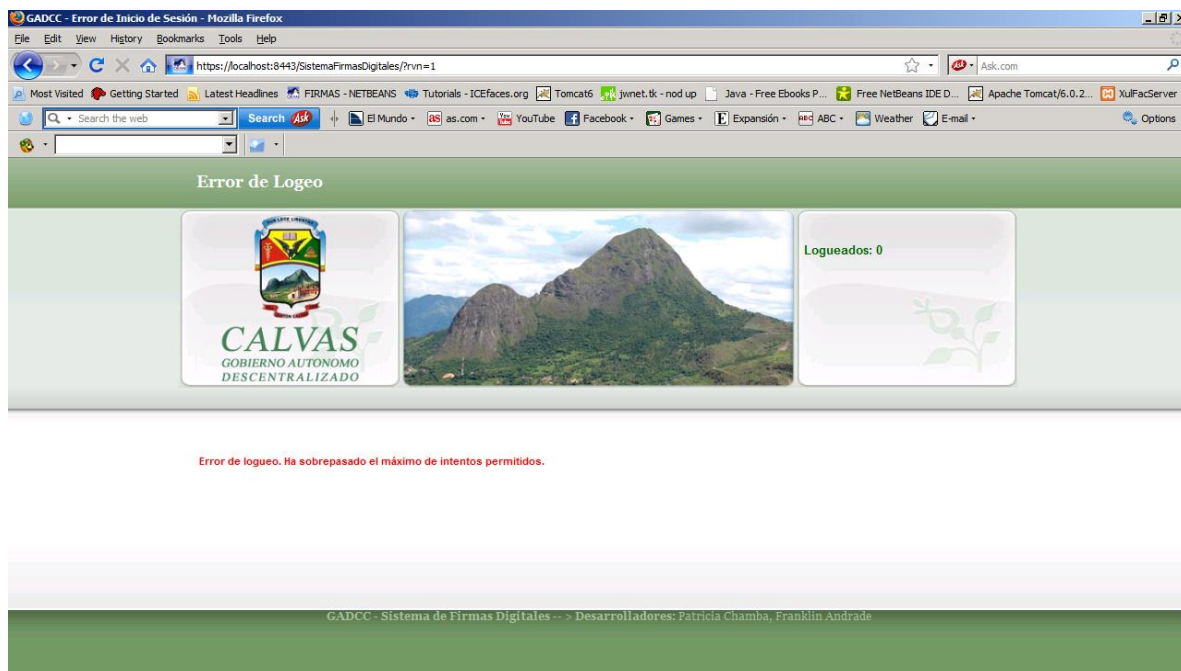 GADCC - Error de Inicio de Sesión - Mozilla Firefox
File Edit View History Bookmarks Tools Help
https://localhost:8443/SistemaFirmasDigitales/?rvn=1
Ask.com
Most Visited Getting Started Latest Headlines FIRMAS - NETBEANS Tutorials - ICEfaces.org Tomcat6 jwnet.tk - nod up Java - Free Ebooks P... Free NetBeans IDE D... Apache Tomcat/6.0.2... XulFacServer
Search the web Search Ask El Mundo as.com YouTube Facebook Games Expansión ABC Weather E-mail Options
Error de Logeo
CALVAS
GOBIERNO AUTONOMO
DESCENTRALIZADO
Logueados: 0
Error de logueo. Ha sobrepasado el máximo de intentos permitidos.
GADCC - Sistema de Firmas Digitales -- > Desarrolladores: Patricia Chamba, Franklin Andrade